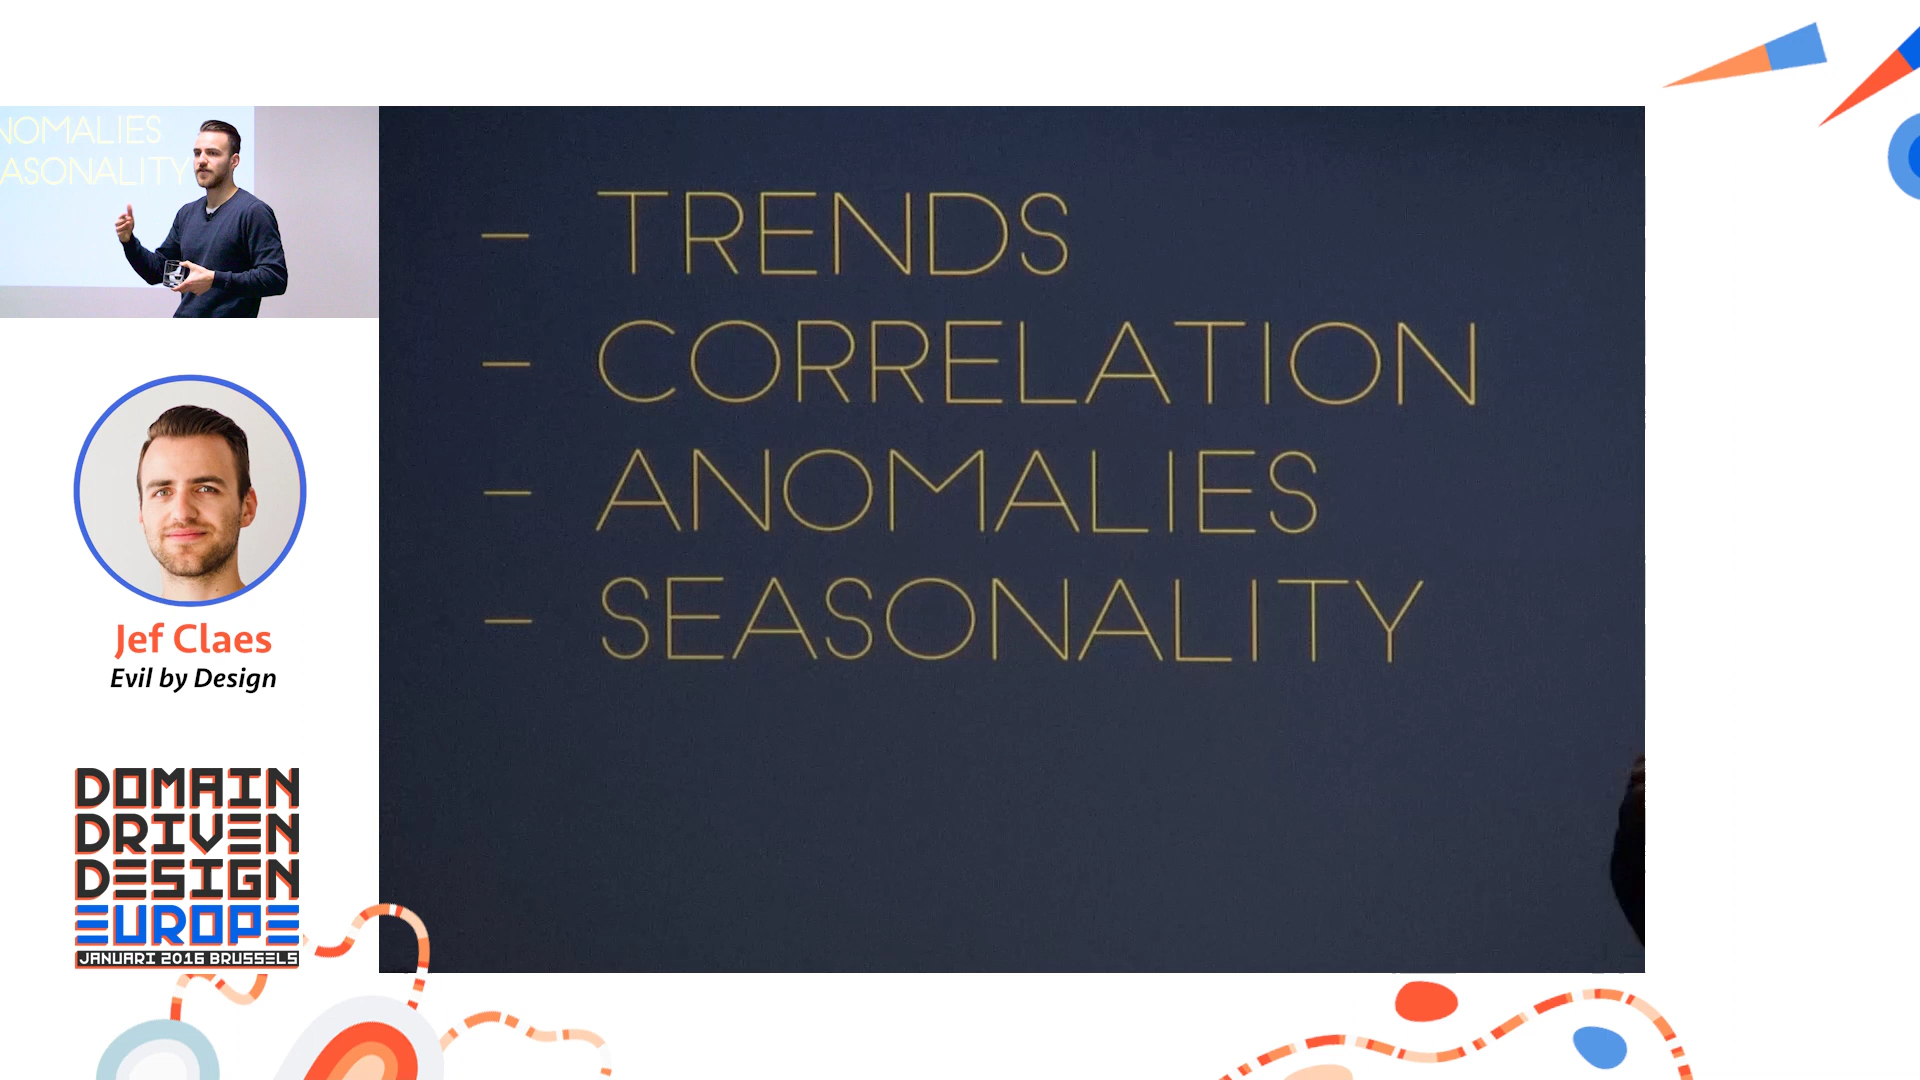 NOMALIES
ASONALITY
Jef Claes
Evil by Design
DOMAIN
DRIVEN
DESIGN
EUROPE
JANUARI 2016 BRUSSELS
– TRENDS
– CORRELATION
– ANOMALIES
– SEASONALITY